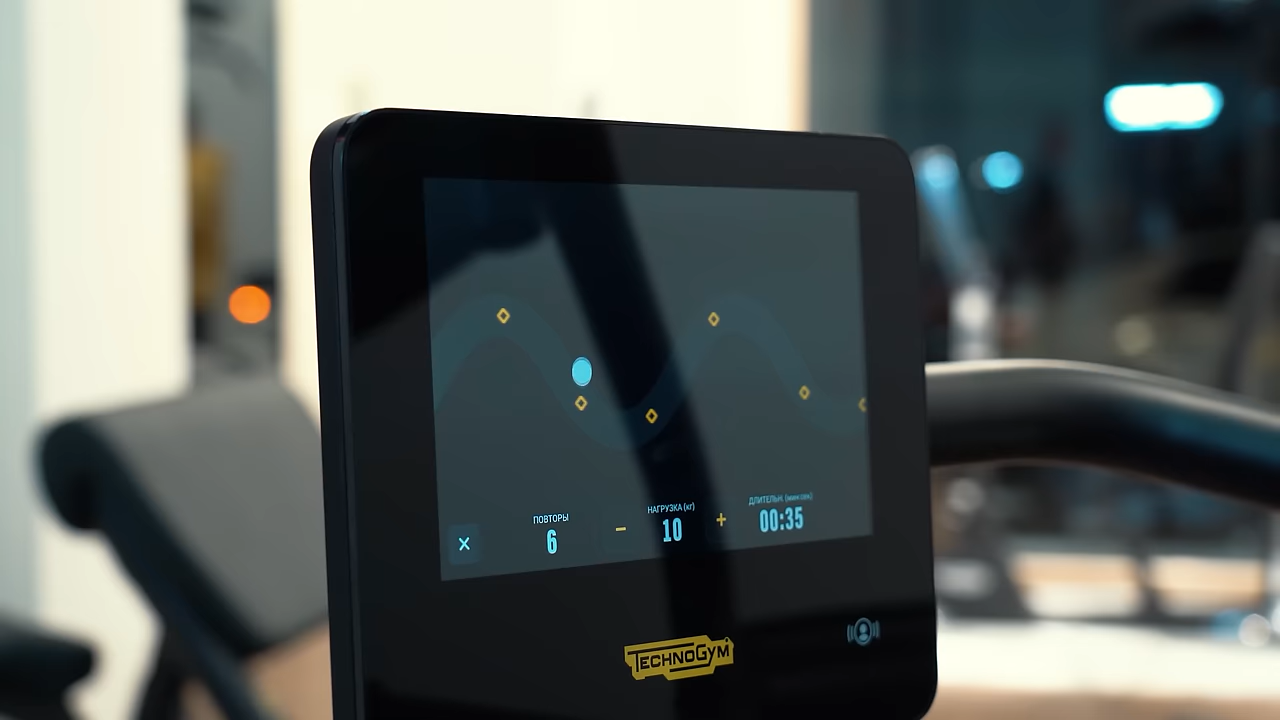 ПОВТОРЫ
6
−
НАГРУЗКА (кг)
10
+
ДЛИТЕЛЬН. (мин:сек)
00:35
TECHNOGYM